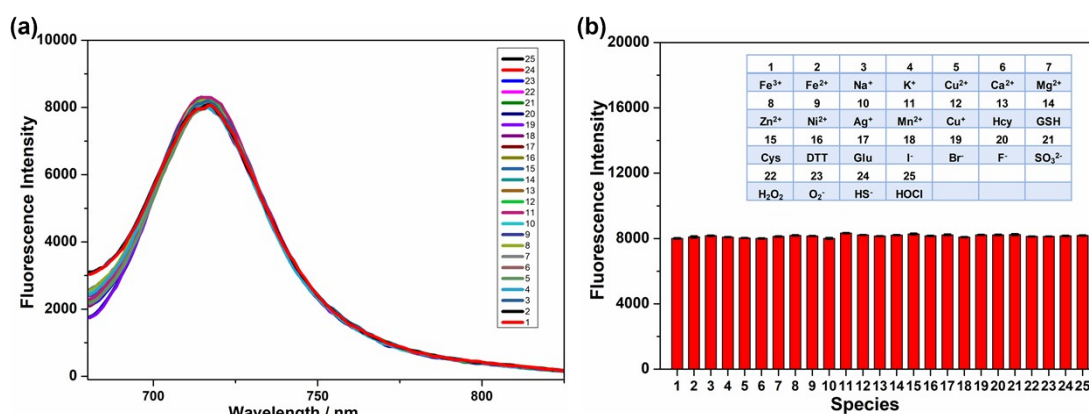 (a)
10000
8000
6000
4000
2000
0
Fluorescence Intensity
700
750
800
Wavelength / nm
25
24
23
22
21
20
19
18
17
16
15
14
13
12
11
10
9
8
7
6
5
4
3
2
1
(b)
20000
16000
12000
8000
4000
0
Fluorescence Intensity
1 2 3 4 5 6 7
Fe³⁺ Fe²⁺ Na⁺ K⁺ Cu²⁺ Ca²⁺ Mg²⁺
8 9 10 11 12 13 14
Zn²⁺ Ni²⁺ Ag⁺ Mn²⁺ Cu⁺ Hcy GSH
15 16 17 18 19 20 21
Cys DTT Glu I⁻ Br⁻ F⁻ SO₃²⁻
22 23 24 25
H₂O₂ O₂⁻ HS⁻ HOCl
1 2 3 4 5 6 7 8 9 10 11 12 13 14 15 16 17 18 19 20 21 22 23 24 25
Species